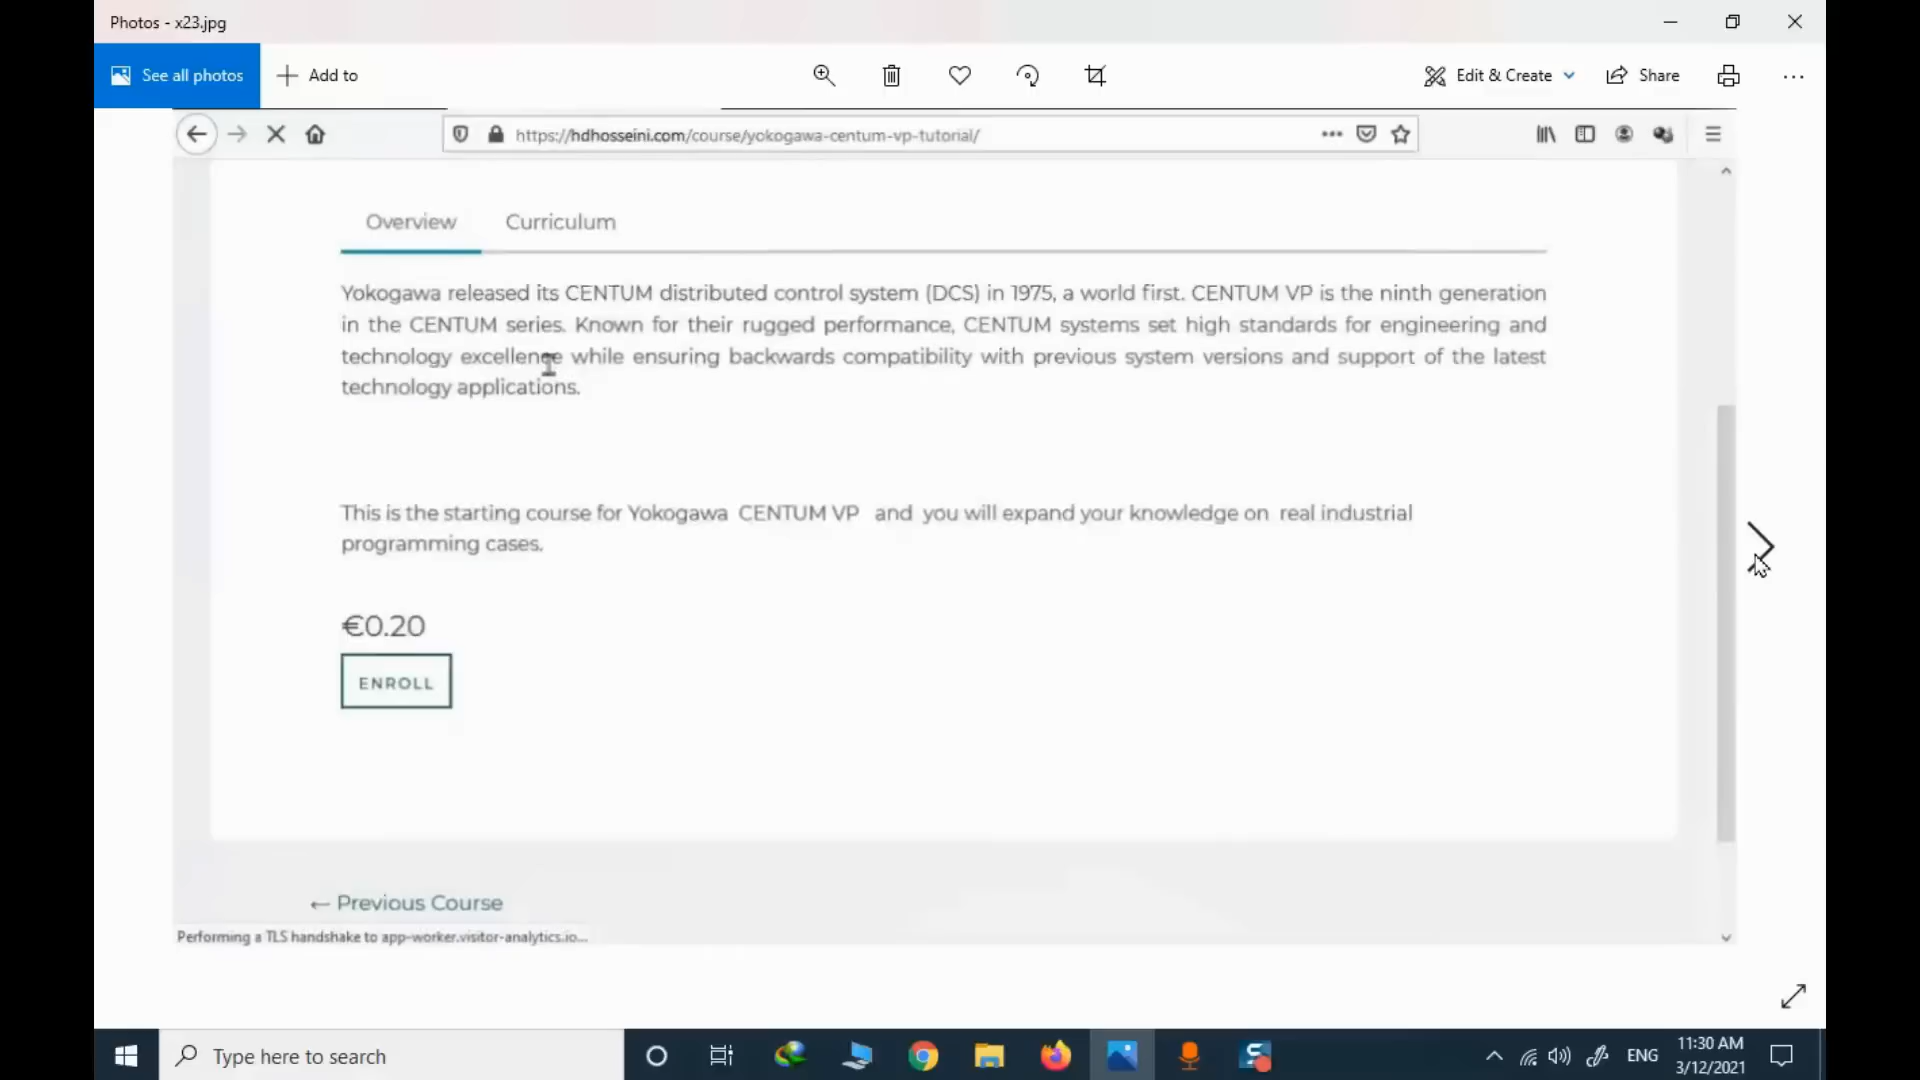 Photos - x23.jpg
See all photos
Add to
Edit & Create
Share
https://hdhosseini.com/course/yokogawa-centum-vp-tutorial/
Overview
Curriculum
Yokogawa released its CENTUM distributed control system (DCS) in 1975, a world first. CENTUM VP is the ninth generation
in the CENTUM series. Known for their rugged performance, CENTUM systems set high standards for engineering and
technology excellence while ensuring backwards compatibility with previous system versions and support of the latest
technology applications.
This is the starting course for Yokogawa CENTUM VP and you will expand your knowledge on real industrial
programming cases.
€0.20
ENROLL
← Previous Course
Performing a TLS handshake to app-worker.visitor-analytics.io...
Type here to search
ENG
11:30 AM
3/12/2021